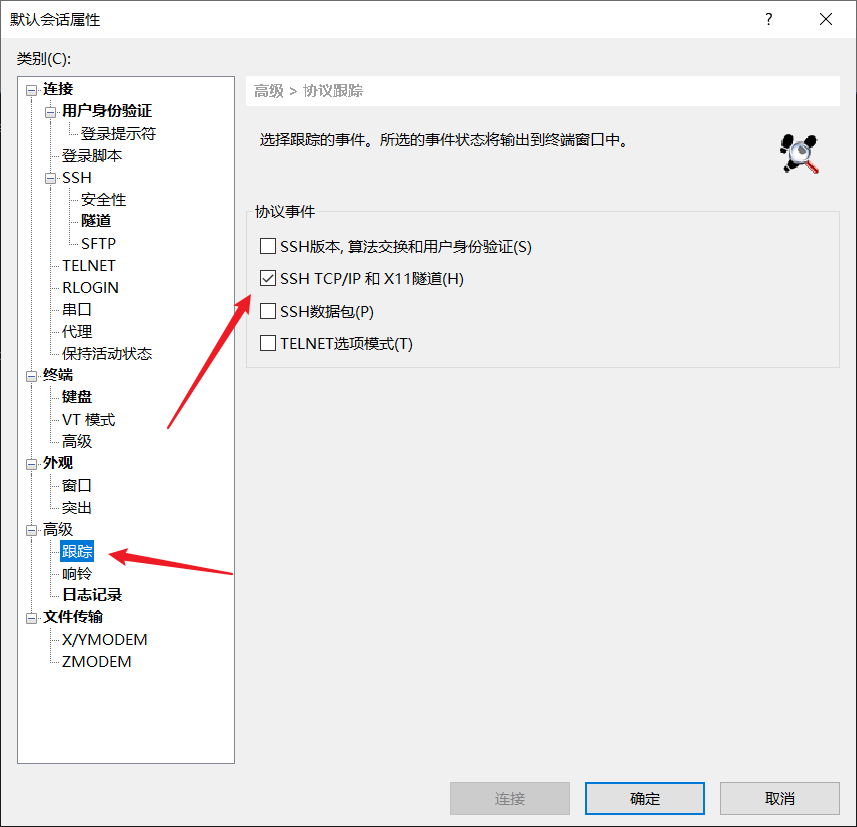 默认会话属性
?
类别(C):
连接
用户身份验证
登录提示符
登录脚本
SSH
安全性
隧道
SFTP
TELNET
RLOGIN
串口
代理
保持活动状态
终端
键盘
VT 模式
高级
外观
窗口
突出
高级
跟踪
响铃
日志记录
文件传输
X/YMODEM
ZMODEM
高级 > 协议跟踪
选择跟踪的事件。所选的事件状态将输出到终端窗口中。
协议事件
SSH版本, 算法交换和用户身份验证(S)
SSH TCP/IP 和 X11隧道(H)
SSH数据包(P)
TELNET选项模式(T)
连接
确定
取消